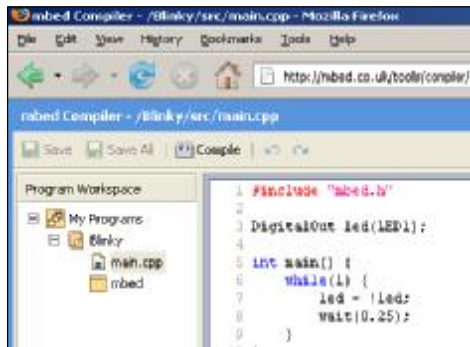 mbed Compiler - /Blinky/src/main.cpp - Mozilla Firefox
File Edit View History Bookmarks Tools Help
http://mbed.co.uk/tools/compiler/
mbed Compiler - /Blinky/src/main.cpp
Save Save All Compile
Program Workspace
My Programs
Blinky
main.cpp
mbed
1 #include "mbed.h"
2
3 DigitalOut led(LED1);
4
5 int main() {
6 while(1) {
7 led = !led;
8 wait(0.25);
9 }